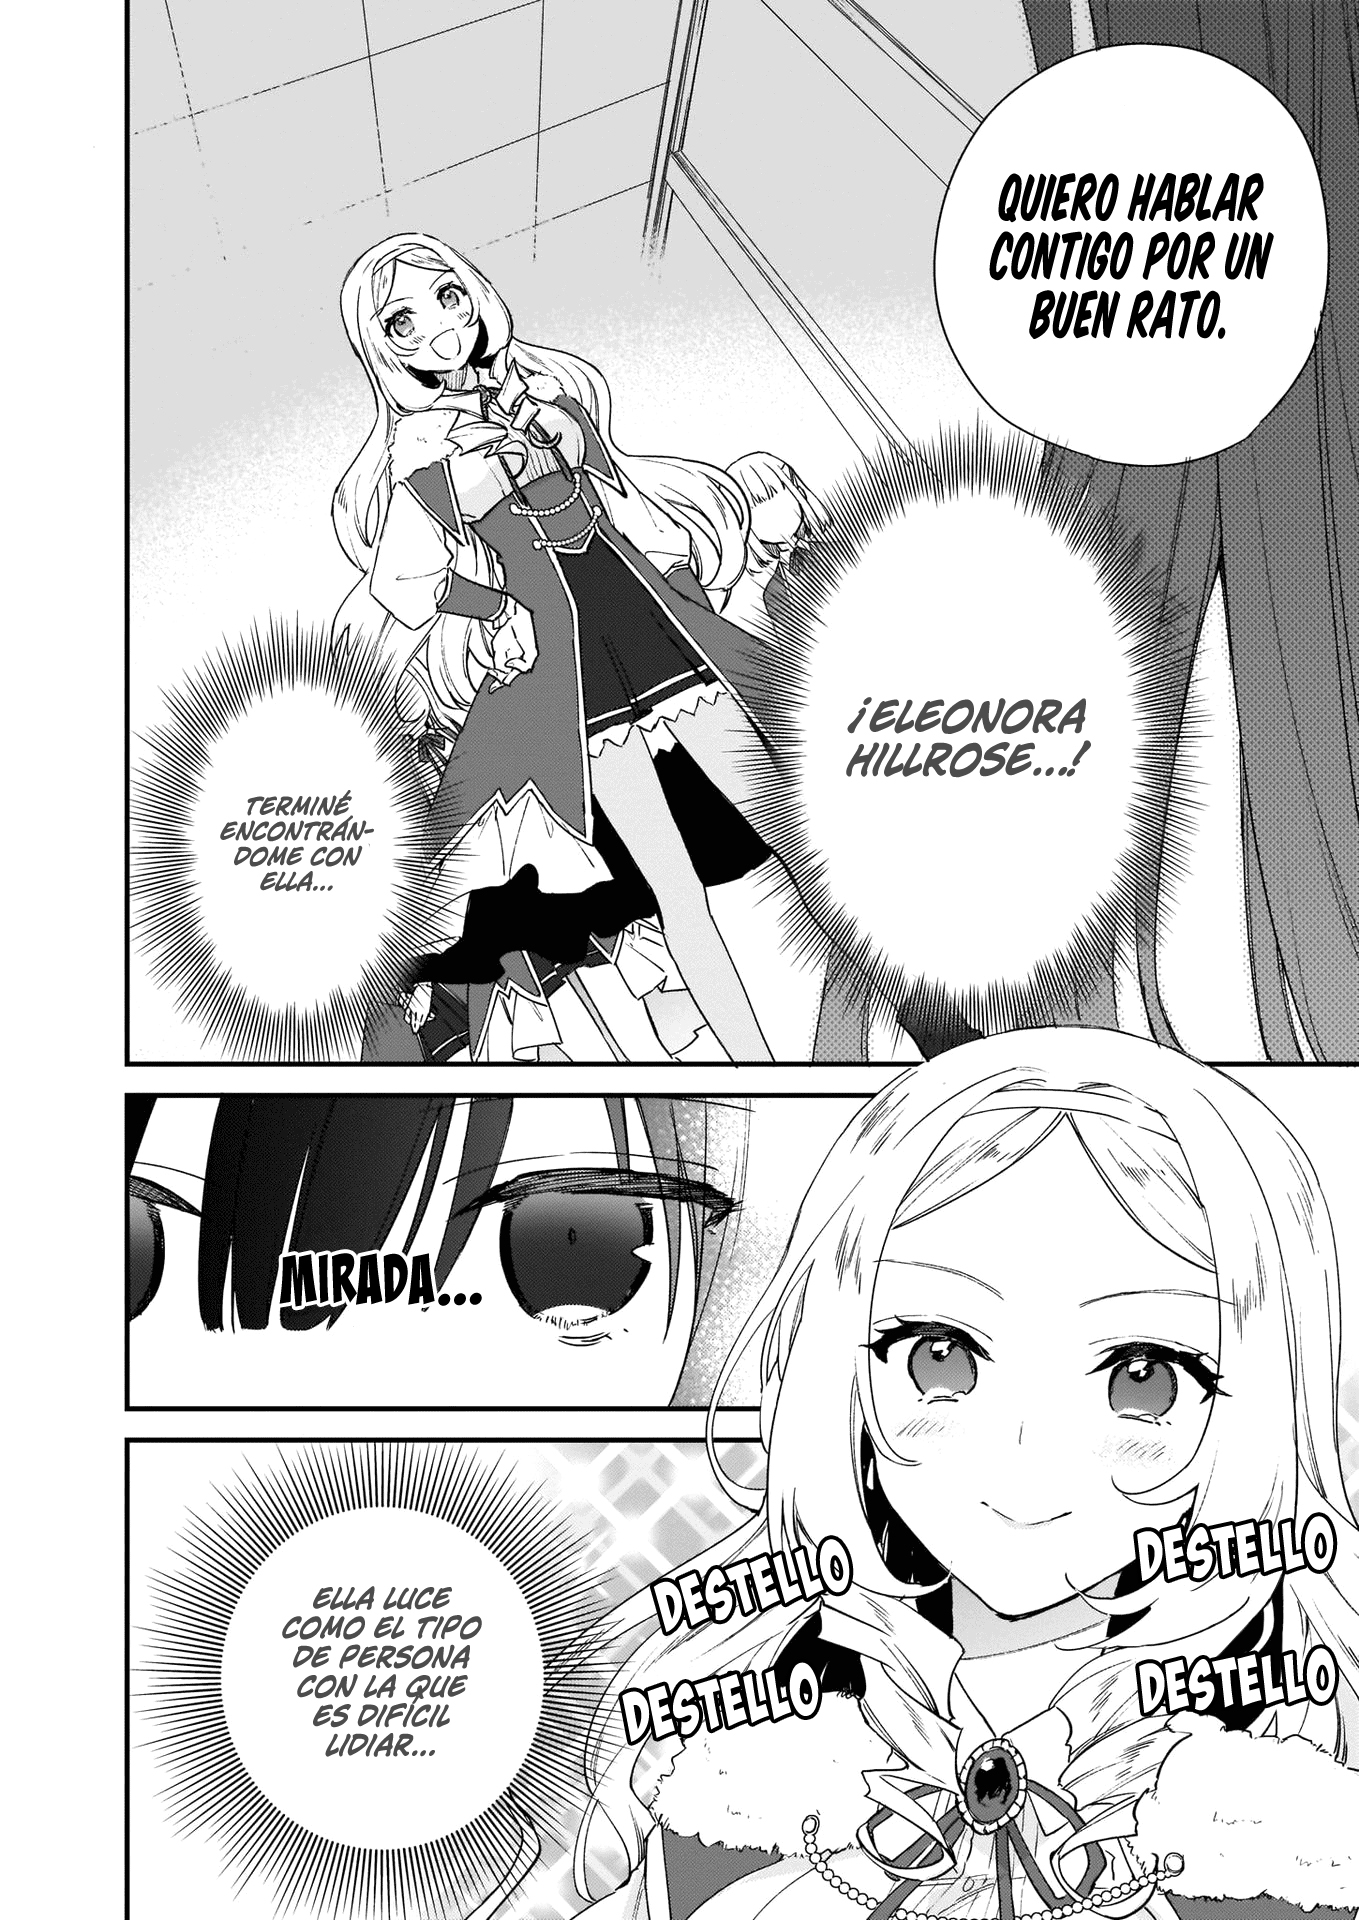 QUIERO HABLAR
CONTIGO POR UN
BUEN RATO.
¡ELEONORA
HILLROSE...!
TERMINÉ
ENCONTRÁN-
DOME CON
ELLA...
MIRADA...
DESTELLO
DESTELLO
DESTELLO
DESTELLO
ELLA LUCE
COMO EL TIPO
DE PERSONA
CON LA QUE
ES DIFÍCIL
LIDIAR...